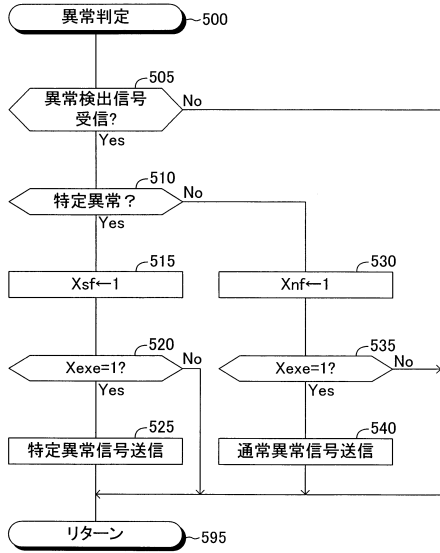 異常判定
500
505
異常検出信号
受信?
No
Yes
510
特定異常？
No
Yes
515
Xsf←1
530
Xnf←1
520
Xexe=1?
No
Yes
535
Xexe=1?
No
Yes
525
特定異常信号送信
540
通常異常信号送信
リターン
595